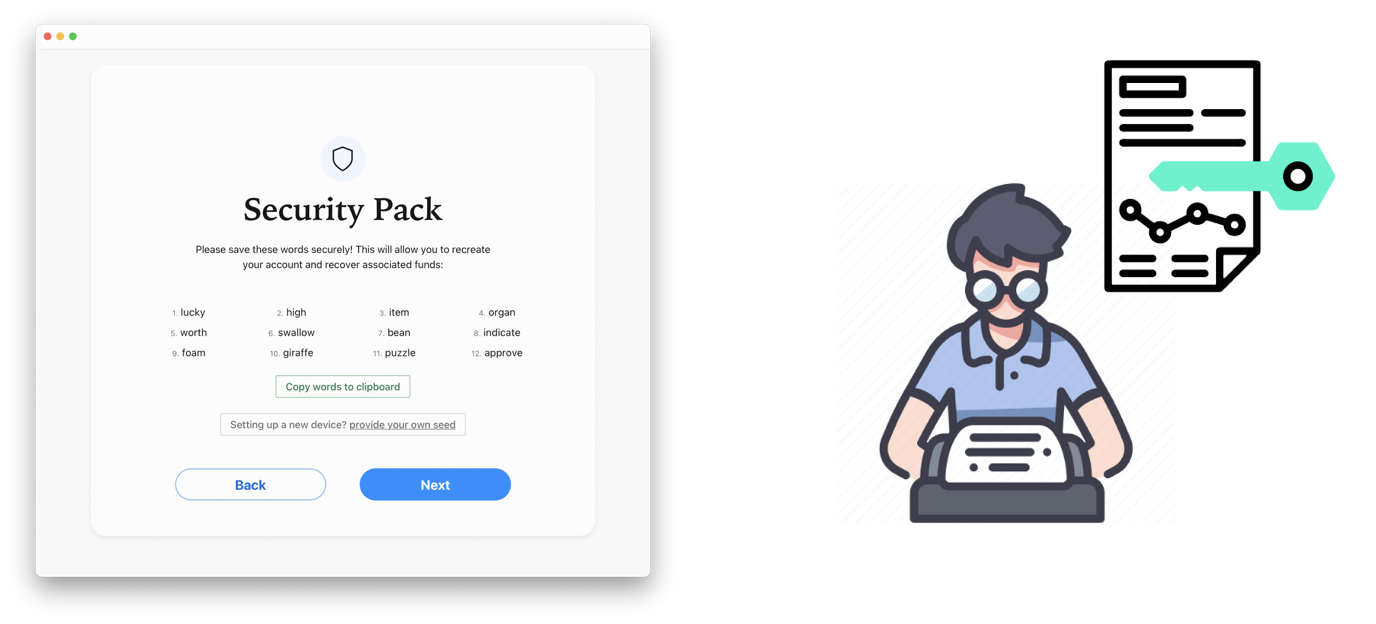 Security Pack
Please save these words securely! This will allow you to recreate
your account and recover associated funds:
1. lucky 2. high 3. item 4. organ
5. worth 6. swallow 7. bean 8. indicate
9. foam 10. giraffe 11. puzzle 12. approve
Copy words to clipboard
Setting up a new device? provide your own seed
Back Next